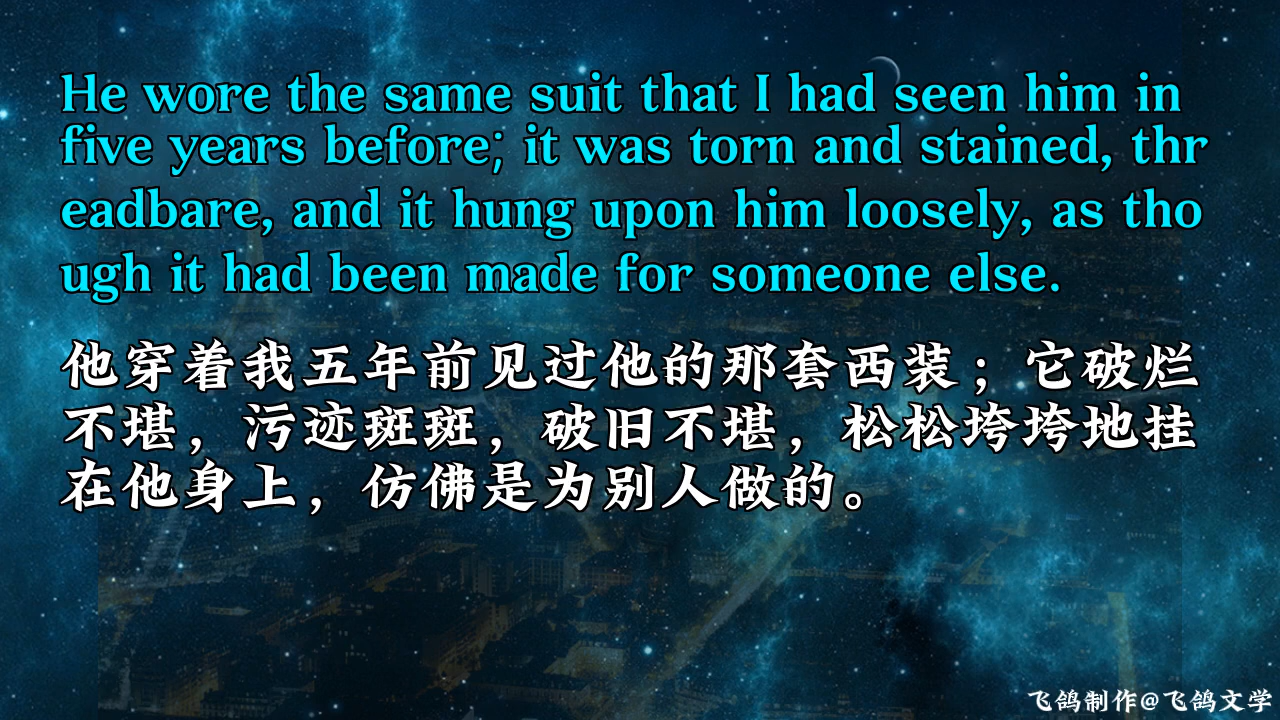 He wore the same suit that I had seen him in
five years before; it was torn and stained, thr
eadbare, and it hung upon him loosely, as tho
ugh it had been made for someone else.
他穿着我五年前见过他的那套西装；它破烂
不堪，污迹斑斑，破旧不堪，松松垮垮地挂
在他身上，仿佛是为别人做的。
飞鸽制作@飞鸽文学